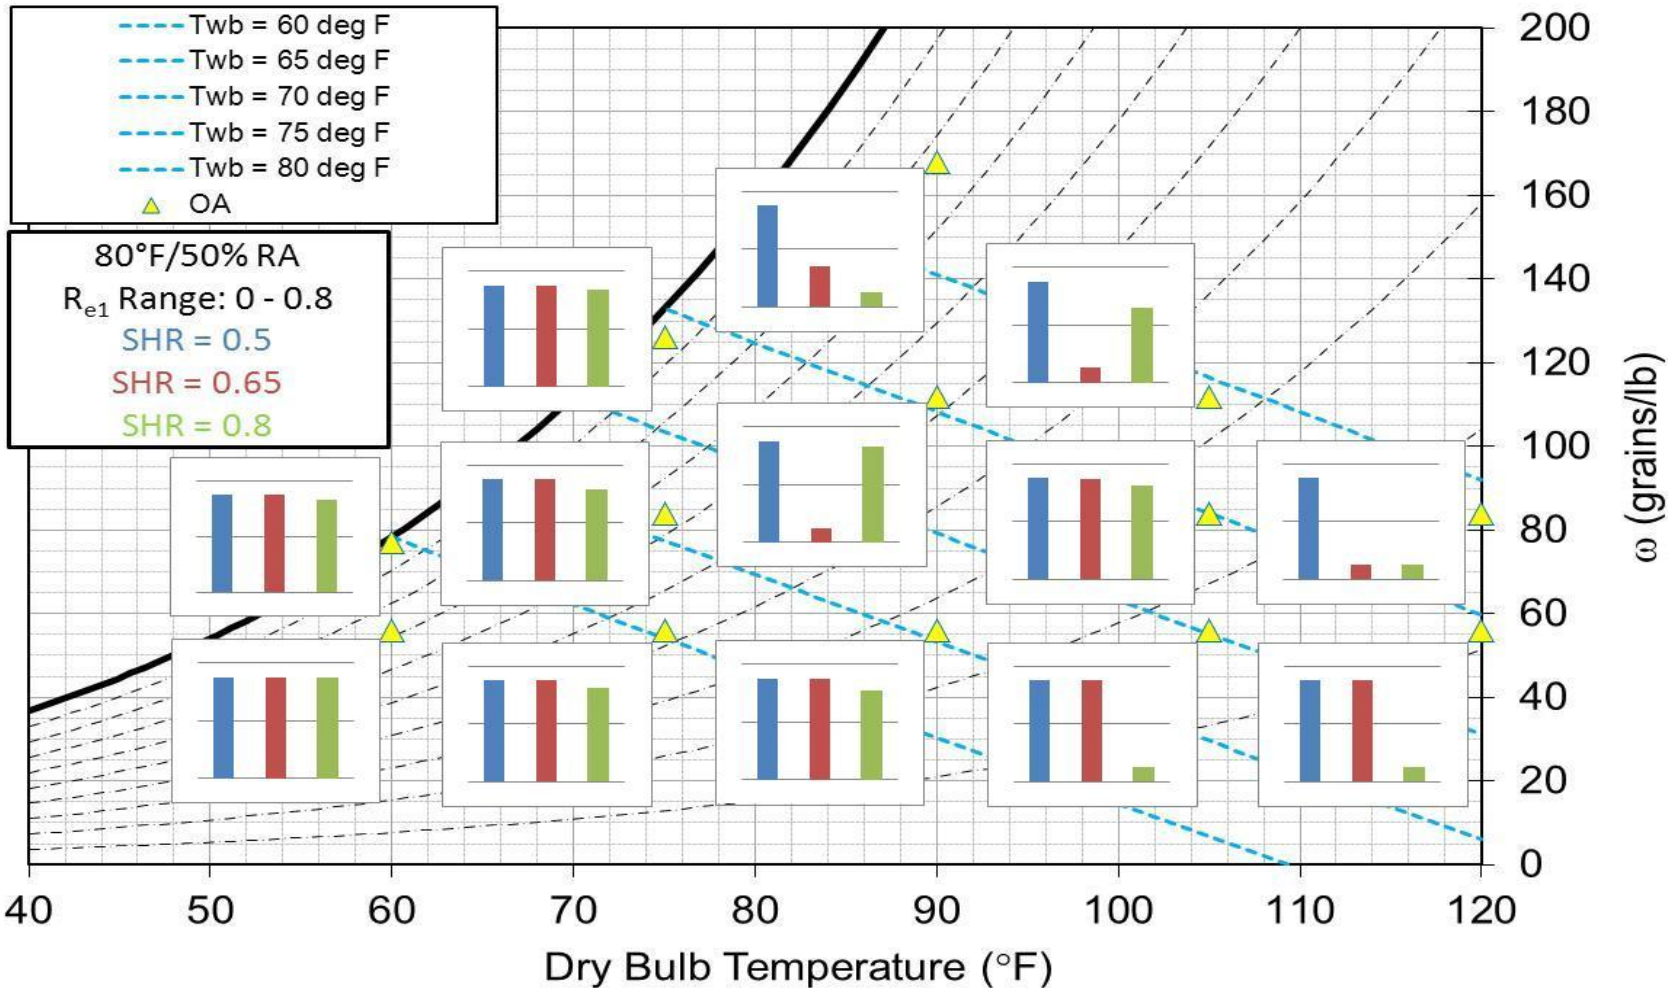 Twb = 60 deg F
Twb = 65 deg F
Twb = 70 deg F
Twb = 75 deg F
Twb = 80 deg F
OA
80°F/50% RA
Re1 Range: 0 - 0.8
SHR = 0.5
SHR = 0.65
SHR = 0.8
200
180
160
140
120
100
80
60
40
20
0
ω (grains/lb)
40 50 60 70 80 90 100 110 120
Dry Bulb Temperature (°F)